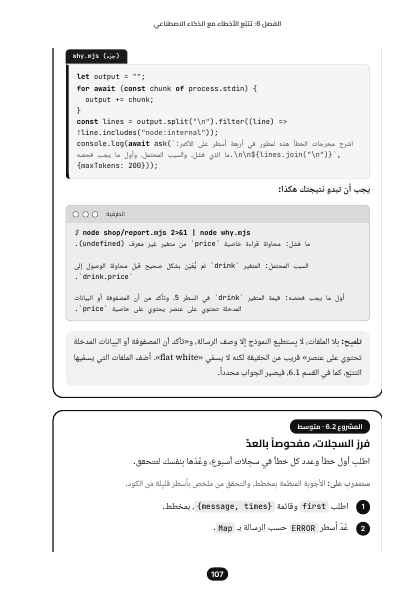 الفصل 6: تتبّع الأخطاء مع الذكاء الاصطناعي
why.mjs (جزء)
let output = "";
for await (const chunk of process.stdin) {
  output += chunk;
}
const lines = output.split("\n").filter((line) =>
!line.includes("node:internal"));
console.log(await ask(`اشرح مخرجات الخطأ هذه لمطور في أربعة أسطر على الأكثر:
ما الذي فشل، والسبب المحتمل، وأول ما يجب فحصه.\n\n${lines.join("\n")}`,
{maxTokens: 200}));
يجب أن تبدو نتيجتك هكذا:
الطرفية
$ node shop/report.mjs 2>&1 | node why.mjs
ما فشل: محاولة قراءة خاصية `price` من متغير غير معرف (undefined).
السبب المحتمل: المتغير `drink` لم يُعيّن بشكل صحيح قبل محاولة الوصول إلى
`drink.price`.
أول ما يجب فحصه: قيمة المتغير `drink` في السطر 5، وتأكد من أن المصفوفة أو البيانات
المدخلة تحتوي على عنصر يحتوي على خاصية `price`.
تلميح: بلا الملفات، لا يستطيع النموذج إلا وصف الرسالة، و«تأكد أن المصفوفة أو البيانات المدخلة
تحتوي على عنصر» قريب من الحقيقة لكنه لا يسمّي «flat white». أضف الملفات التي يسمّيها
التتبّع، كما في القسم 6.1، فيصير الجواب محدداً.
المشروع 6.2 · متوسط
فرز السجلات، مفحوصاً بالعدّ
اطلب أول خطأ وعدد كل خطأ في سجلات أسبوع، وعُدّها بنفسك لتتحقق.
ستتدرب على: الأجوبة المنظمة بمخطط، والتحقق من ملخص بأسطر قليلة من الكود.
1 اطلب first وقائمة {message, times}، بمخطط.
2 عُدّ أسطر ERROR حسب الرسالة بـ Map.
107